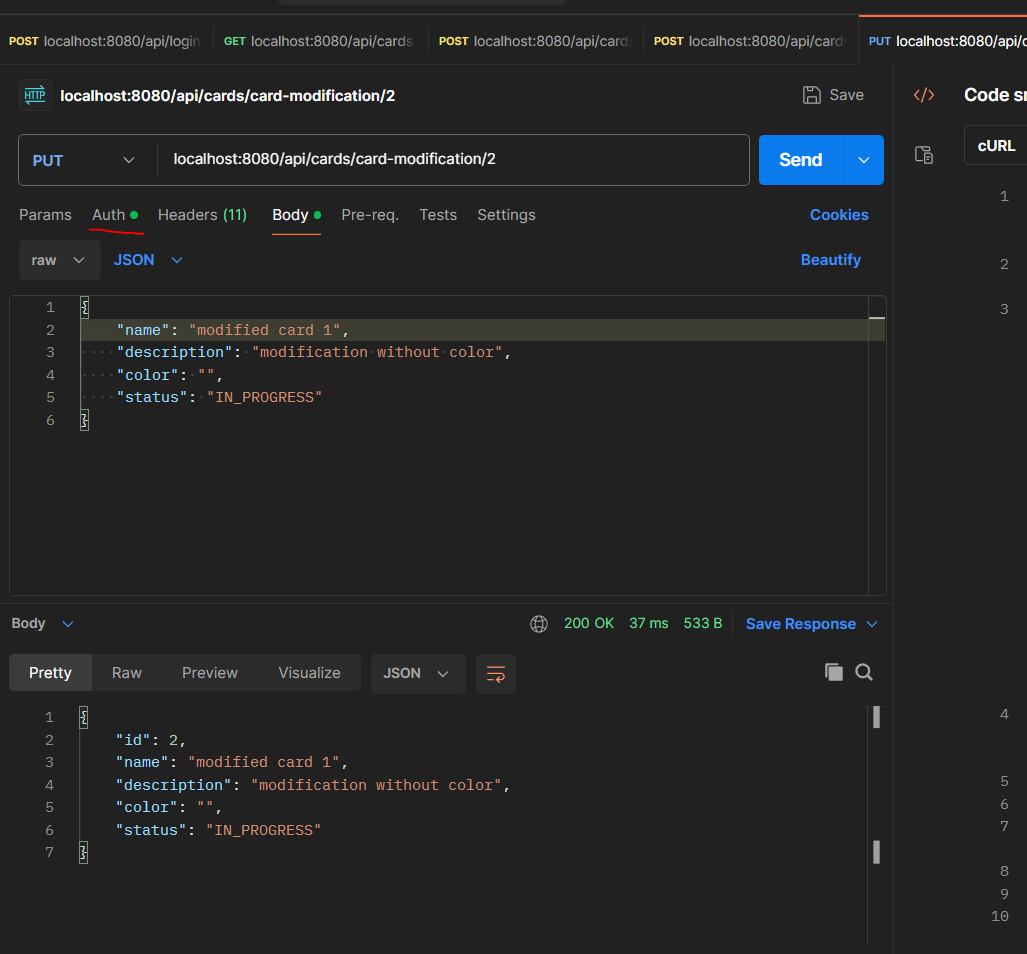 POST localhost:8080/api/login
GET localhost:8080/api/cards
POST localhost:8080/api/card
POST localhost:8080/api/card
PUT localhost:8080/api/c
HTTP localhost:8080/api/cards/card-modification/2
Save
</>
Code sn
PUT
localhost:8080/api/cards/card-modification/2
Send
cURL
Params
Auth
Headers (11)
Body
Pre-req.
Tests
Settings
Cookies
raw
JSON
Beautify
1 {
2 "name": "modified card 1",
3 "description": "modification without color",
4 "color": "",
5 "status": "IN_PROGRESS"
6 }
1
2
3
Body
200 OK
37 ms
533 B
Save Response
Pretty
Raw
Preview
Visualize
JSON
1 {
2 "id": 2,
3 "name": "modified card 1",
4 "description": "modification without color",
5 "color": "",
6 "status": "IN_PROGRESS"
7 }
4
5
6
7
8
9
10